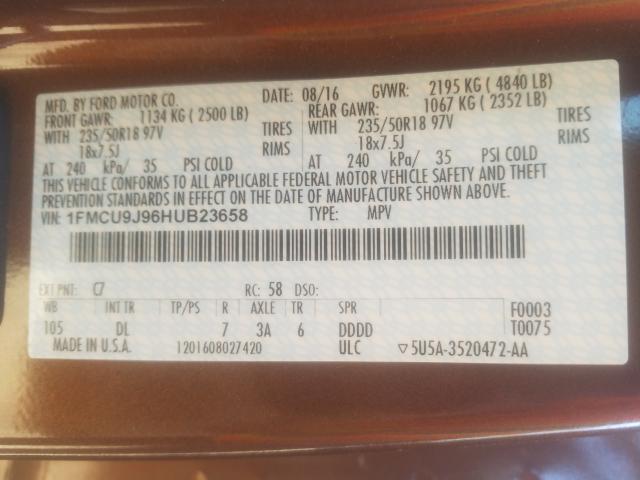 MFD. BY FORD MOTOR CO. DATE: 08/16 GVWR: 2195 KG ( 4840 LB)
FRONT GAWR: 1134 KG ( 2500 LB) REAR GAWR: 1067 KG ( 2352 LB)
WITH 235/50R18 97V TIRES WITH 235/50R18 97V TIRES
18x7.5J RIMS 18x7.5J RIMS
AT 240 kPa/ 35 PSI COLD AT 240 kPa/ 35 PSI COLD
THIS VEHICLE CONFORMS TO ALL APPLICABLE FEDERAL MOTOR VEHICLE SAFETY AND THEFT
PREVENTION STANDARDS IN EFFECT ON THE DATE OF MANUFACTURE SHOWN ABOVE.
VIN: 1FMCU9J96HUB23658 TYPE: MPV
EXT PNT: C7 RC: 58 DSO:
WB INT TR TP/PS R AXLE TR SPR F0003
105 DL 7 3A 6 DDDD T0075
MADE IN U.S.A. 1201608027420 ULC ▽5U5A-3520472-AA